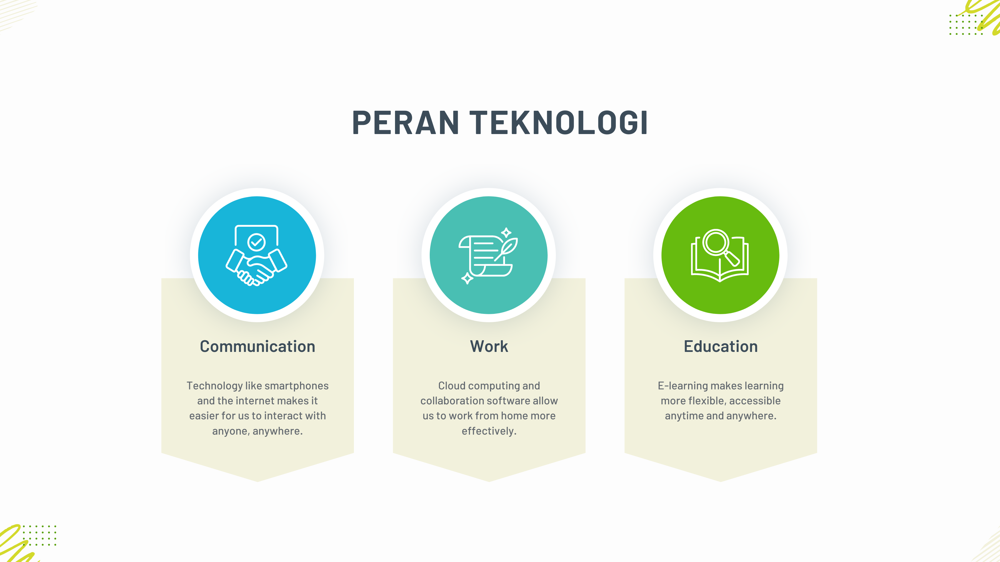 PERAN TEKNOLOGI
Communication
Technology like smartphones
and the internet makes it
easier for us to interact with
anyone, anywhere.
Work
Cloud computing and
collaboration software allow
us to work from home more
effectively.
Education
E-learning makes learning
more flexible, accessible
anytime and anywhere.